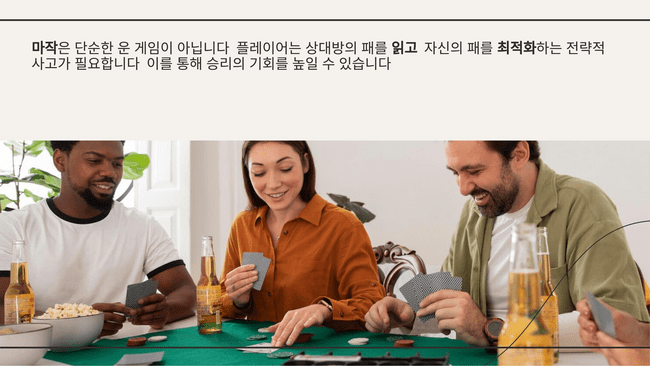 마작은 단순한 운 게임이 아닙니다 플레이어는 상대방의 패를 읽고 자신의 패를 최적화하는 전략적
사고가 필요합니다 이를 통해 승리의 기회를 높일 수 있습니다